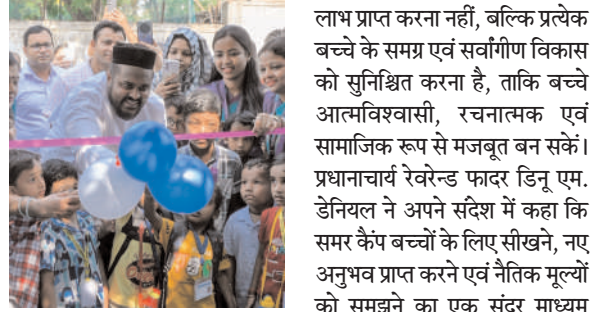 लाभ प्राप्त करना नहीं, बल्कि प्रत्येक
बच्चे के समग्र एवं सर्वांगीण विकास
को सुनिश्चित करना है, ताकि बच्चे
आत्मविश्वासी, रचनात्मक एवं
सामाजिक रूप से मजबूत बन सकें।
प्रधानाचार्य रेवरेन्ड फादर डिनू एम.
डेनियल ने अपने संदेश में कहा कि
समर कैंप बच्चों के लिए सीखने, नए
अनुभव प्राप्त करने एवं नैतिक मूल्यों
को समझने का एक सुंदर माध्यम